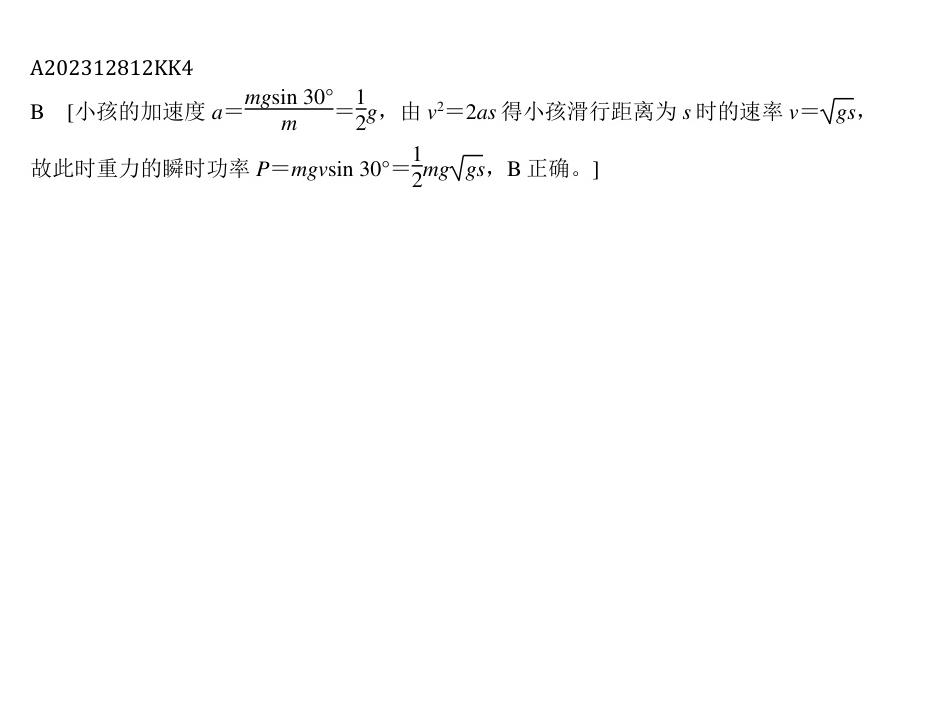 A202312812KK4
B [小孩的加速度 a＝mgsin 30°/m＝1/2g，由 v²＝2as 得小孩滑行距离为 s 时的速率 v＝√gs，
故此时重力的瞬时功率 P＝mgvsin 30°＝1/2mg√gs，B 正确。]